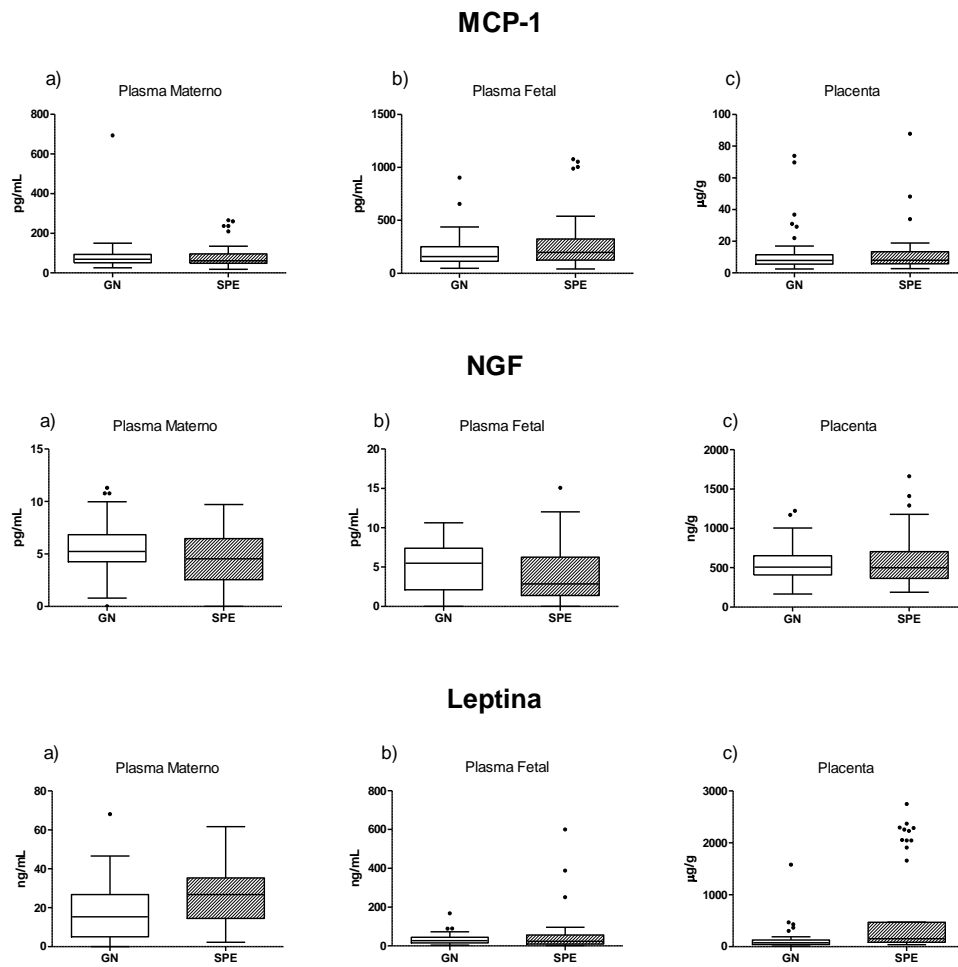 MCP-1
a)
Plasma Materno
800
600
400
200
0
pg/mL
GN SPE
b)
Plasma Fetal
1500
1000
500
0
pg/mL
GN SPE
c)
Placenta
100
80
60
40
20
0
µg/g
GN SPE
NGF
a)
Plasma Materno
15
10
5
0
pg/mL
GN SPE
b)
Plasma Fetal
20
15
10
5
0
pg/mL
GN SPE
c)
Placenta
2000
1500
1000
500
0
ng/g
GN SPE
Leptina
a)
Plasma Materno
80
60
40
20
0
ng/mL
GN SPE
b)
Plasma Fetal
800
600
400
200
0
ng/mL
GN SPE
c)
Placenta
3000
2000
1000
0
µg/g
GN SPE